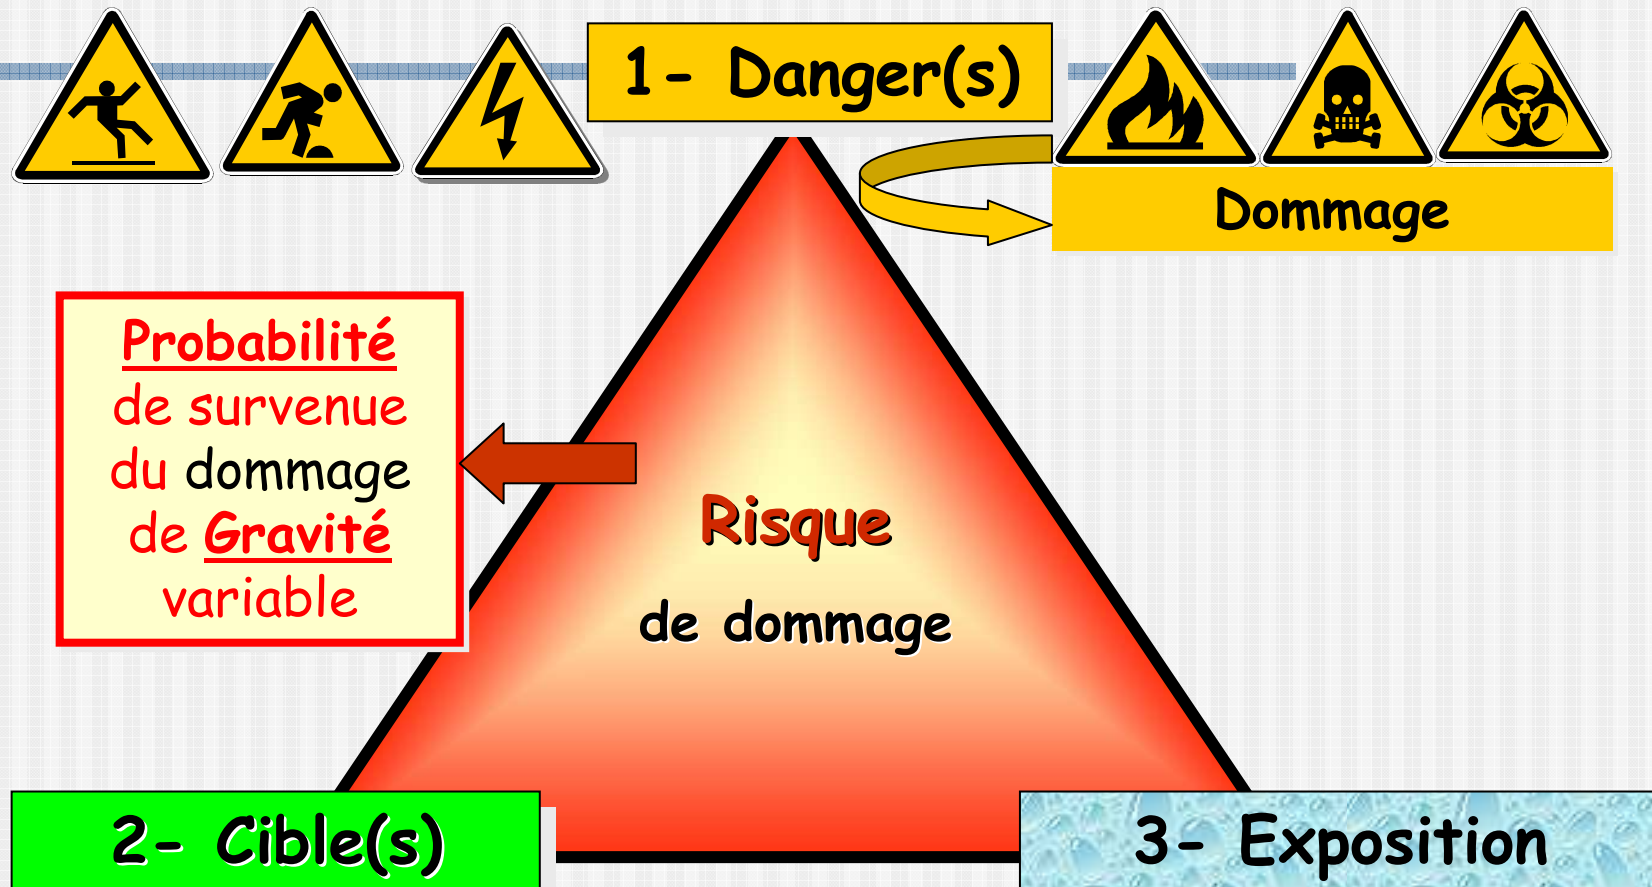 1- Danger(s)
Dommage
Probabilité
de survenue
du dommage
de Gravité
variable
Risque
de dommage
2- Cible(s)
3- Exposition